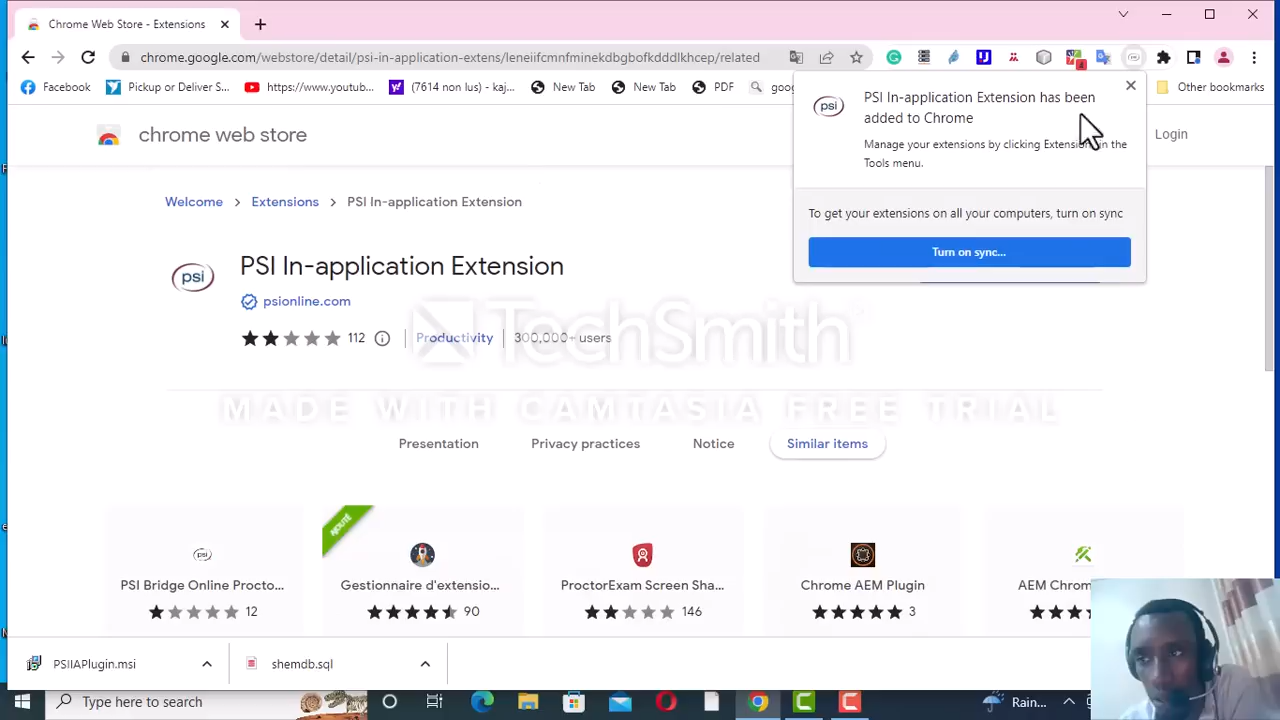 Chrome Web Store - Extensions
chrome.google.com/webstore/detail/psi-in-application-extens/leneiifcmnfminekdbgbofkdddlkhcep/related
4
Facebook
Pickup or Deliver S...
https://www.youtub...
(7614 non lus) - kaj...
New Tab
New Tab
PDF
Other bookmarks
psi
PSI In-application Extension has been
added to Chrome
Manage your extensions by clicking Extensions in the
Tools menu.
To get your extensions on all your computers, turn on sync
Turn on sync...
chrome web store
Login
Welcome
Extensions
PSI In-application Extension
psi
PSI In-application Extension
psionline.com
112
Productivity
300,000+ users
TechSmith
MADE WITH CAMTASIA FREE TRIAL
Presentation
Privacy practices
Notice
Similar items
psi
PSI Bridge Online Procto...
12
NOUTÉ
Gestionnaire d'extensio...
90
ProctorExam Screen Sha...
146
Chrome AEM Plugin
3
AEM Chrom
PSIIAPlugin.msi
shemdb.sql
Type here to search
Rain...